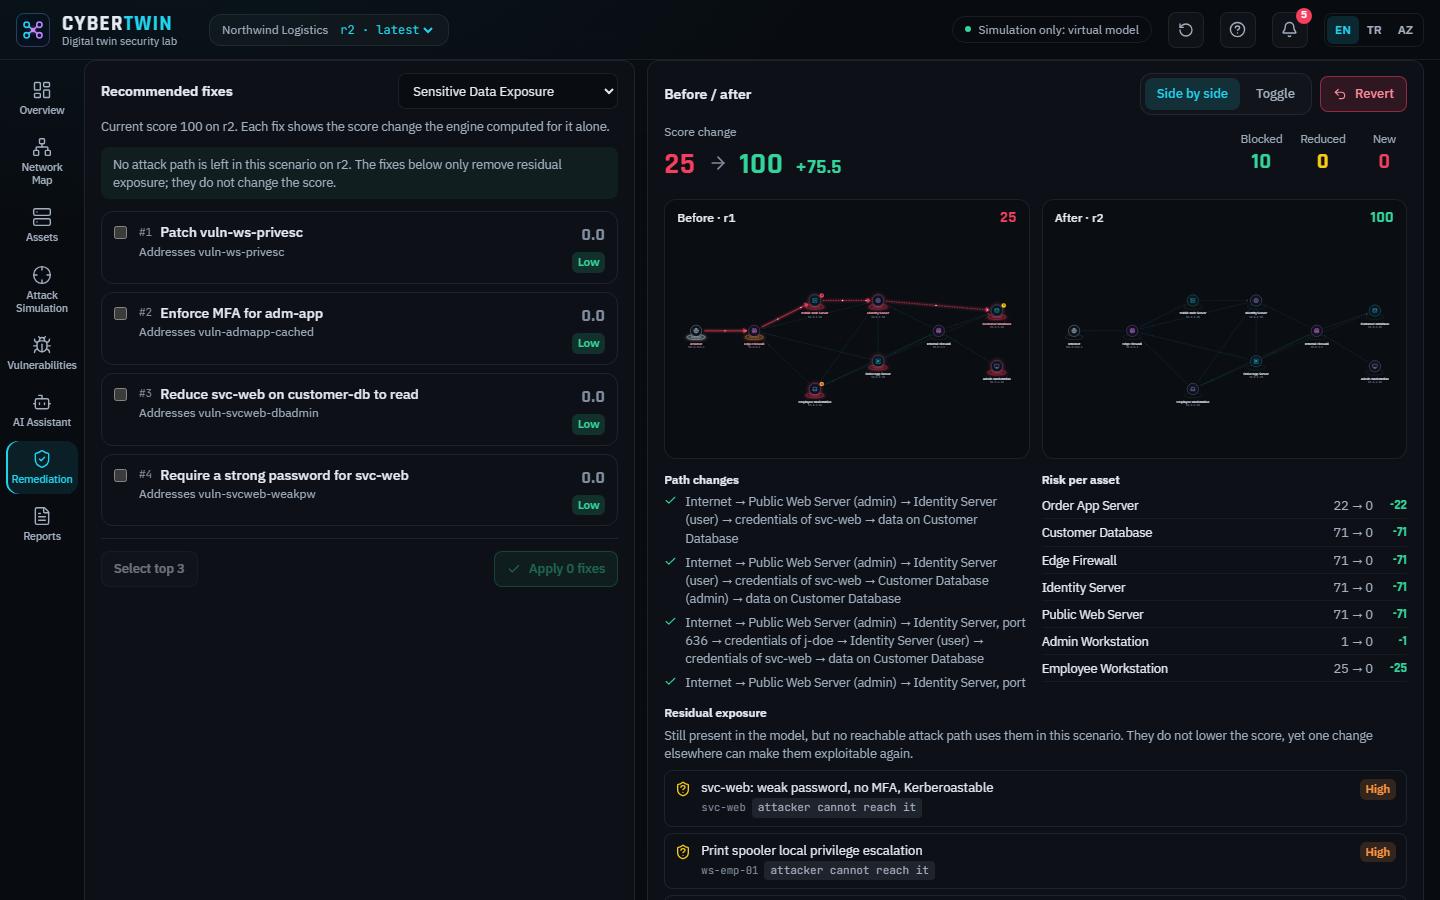 CYBERTWIN
Digital twin security lab
Northwind Logistics r2 · latest
Simulation only: virtual model
5
EN TR AZ
Overview
Network
Map
Assets
Attack
Simulation
Vulnerabilities
AI Assistant
Remediation
Reports
Recommended fixes
Sensitive Data Exposure
Current score 100 on r2. Each fix shows the score change the engine computed for it alone.
No attack path is left in this scenario on r2. The fixes below only remove residual
exposure; they do not change the score.
#1 Patch vuln-ws-privesc 0.0
Addresses vuln-ws-privesc
Low
#2 Enforce MFA for adm-app 0.0
Addresses vuln-admapp-cached
Low
#3 Reduce svc-web on customer-db to read 0.0
Addresses vuln-svcweb-dbadmin
Low
#4 Require a strong password for svc-web 0.0
Addresses vuln-svcweb-weakpw
Low
Select top 3
Apply 0 fixes
Before / after
Side by side
Toggle
Revert
Score change
25 → 100 +75.5
Blocked Reduced New
10 0 0
Before · r1 25
After · r2 100
Path changes
Internet → Public Web Server (admin) → Identity Server
(user) → credentials of svc-web → data on Customer
Database
Internet → Public Web Server (admin) → Identity Server
(user) → credentials of svc-web → Customer Database
(admin) → data on Customer Database
Internet → Public Web Server (admin) → Identity Server, port
636 → credentials of j-doe → Identity Server (user) →
credentials of svc-web → data on Customer Database
Internet → Public Web Server (admin) → Identity Server, port
Risk per asset
Order App Server 22 → 0 -22
Customer Database 71 → 0 -71
Edge Firewall 71 → 0 -71
Identity Server 71 → 0 -71
Public Web Server 71 → 0 -71
Admin Workstation 1 → 0 -1
Employee Workstation 25 → 0 -25
Residual exposure
Still present in the model, but no reachable attack path uses them in this scenario. They do not lower the score, yet one change
elsewhere can make them exploitable again.
svc-web: weak password, no MFA, Kerberoastable High
svc-web attacker cannot reach it
Print spooler local privilege escalation High
ws-emp-01 attacker cannot reach it